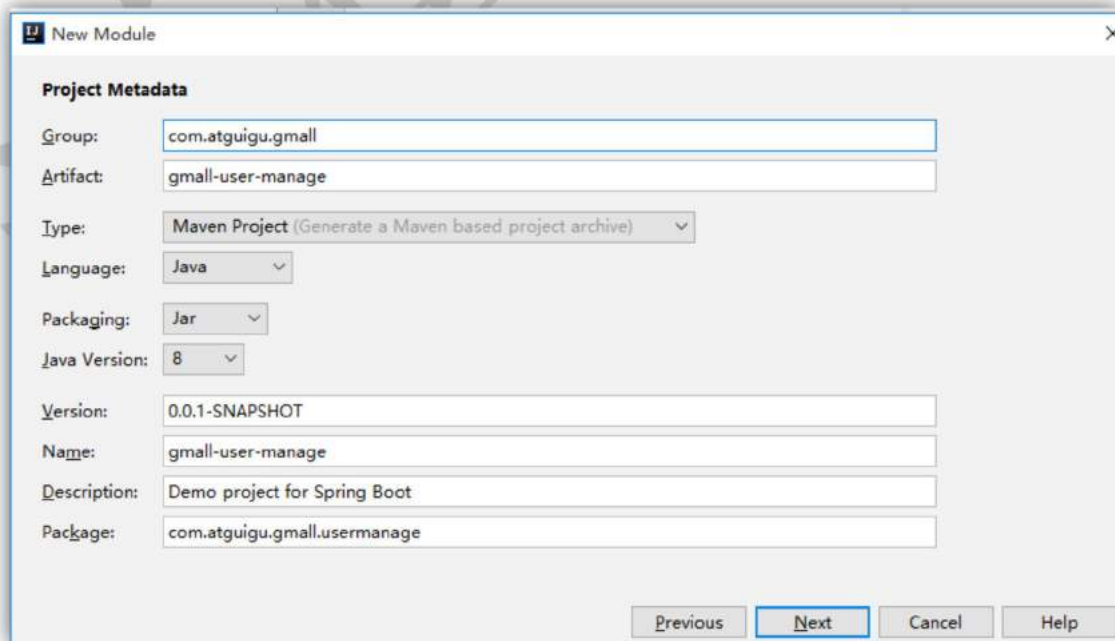 New Module
Project Metadata
Group: com.atguigu.gmall
Artifact: gmall-user-manage
Type: Maven Project (Generate a Maven based project archive)
Language: Java
Packaging: Jar
Java Version: 8
Version: 0.0.1-SNAPSHOT
Name: gmall-user-manage
Description: Demo project for Spring Boot
Package: com.atguigu.gmall.usermanage
Previous Next Cancel Help